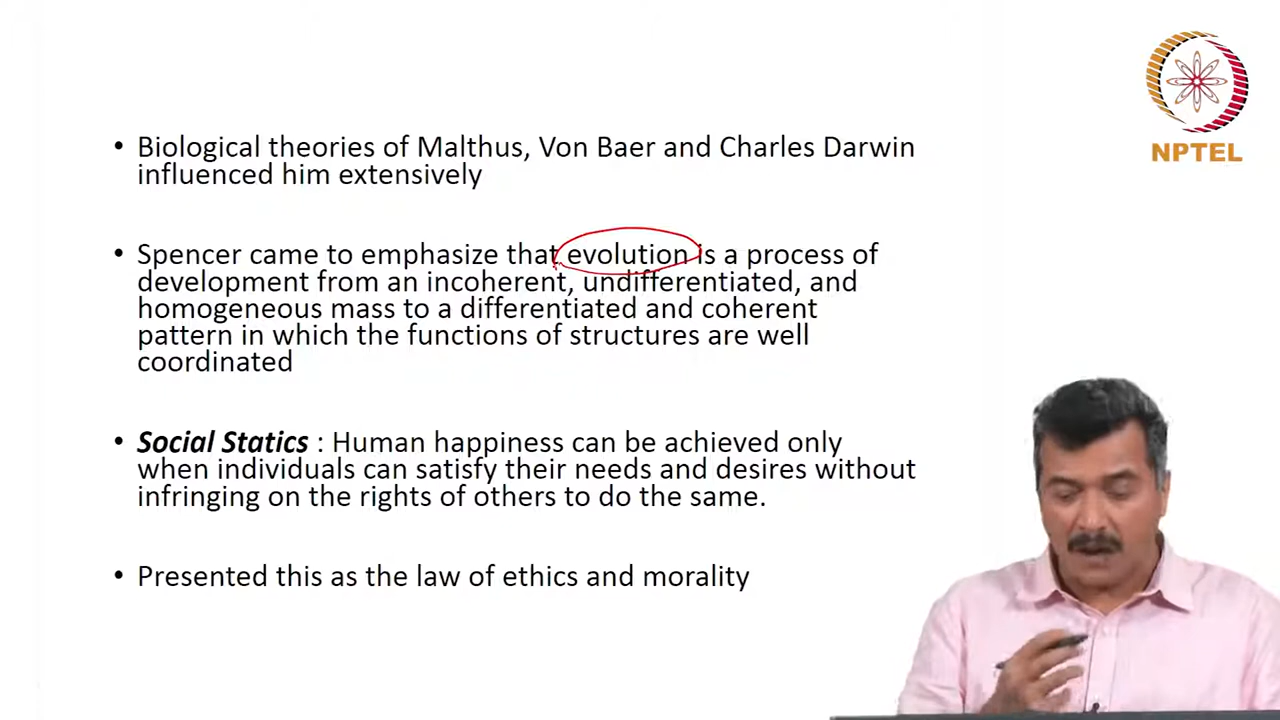 NPTEL
• Biological theories of Malthus, Von Baer and Charles Darwin
influenced him extensively
• Spencer came to emphasize that evolution is a process of
development from an incoherent, undifferentiated, and
homogeneous mass to a differentiated and coherent
pattern in which the functions of structures are well
coordinated
• Social Statics : Human happiness can be achieved only
when individuals can satisfy their needs and desires without
infringing on the rights of others to do the same.
• Presented this as the law of ethics and morality